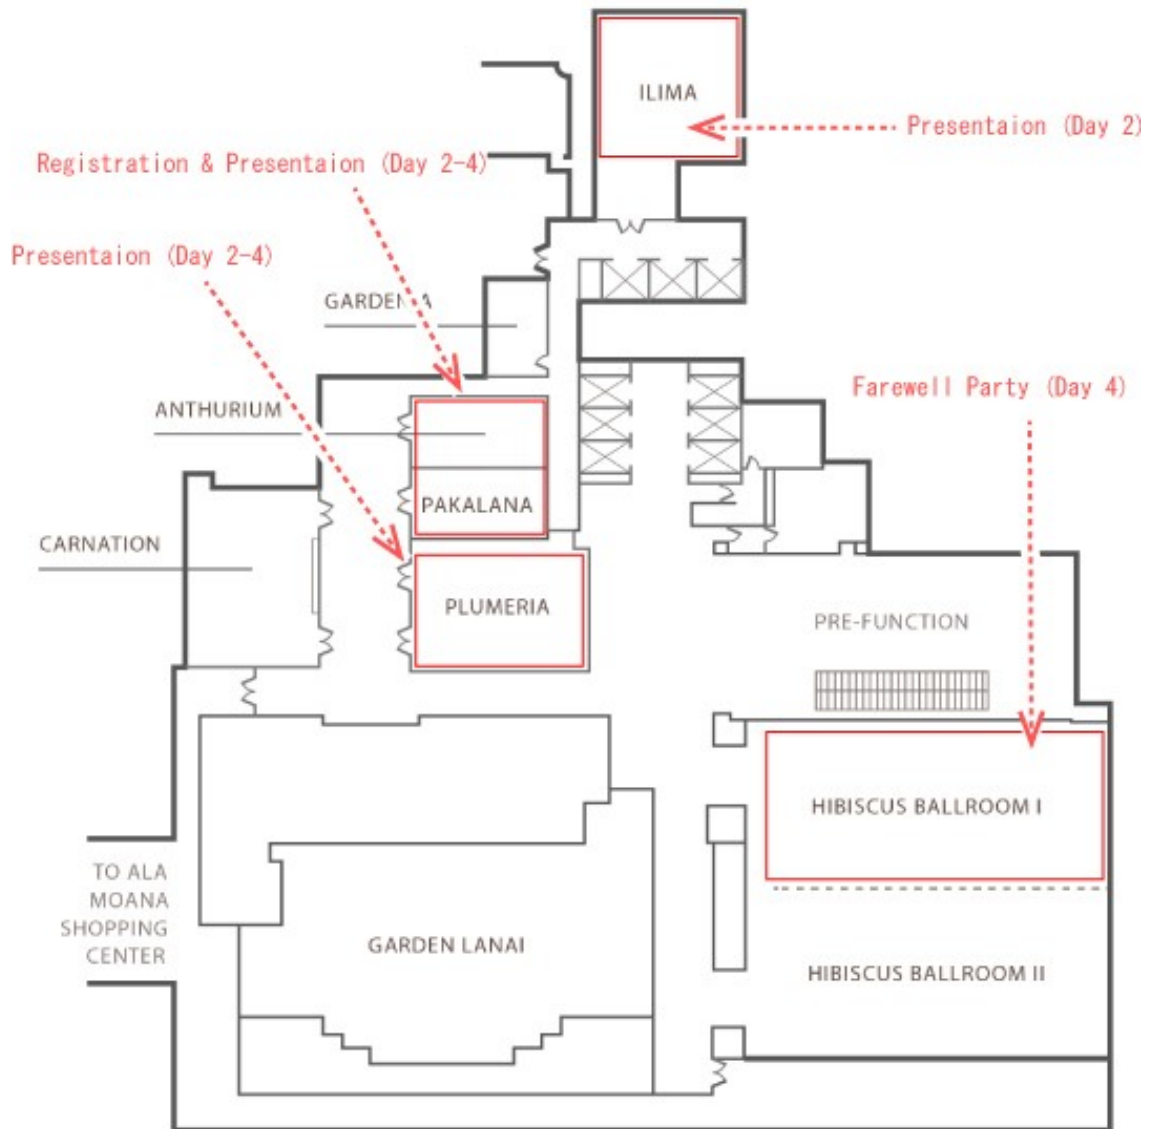 ILIMA
Presentaion (Day 2)
Registration & Presentaion (Day 2-4)
Presentaion (Day 2-4)
GARDENIA
Farewell Party (Day 4)
ANTHURIUM
PAKALANA
CARNATION
PLUMERIA
PRE-FUNCTION
HIBISCUS BALLROOM I
TO ALA
MOANA
SHOPPING
CENTER
GARDEN LANAI
HIBISCUS BALLROOM II